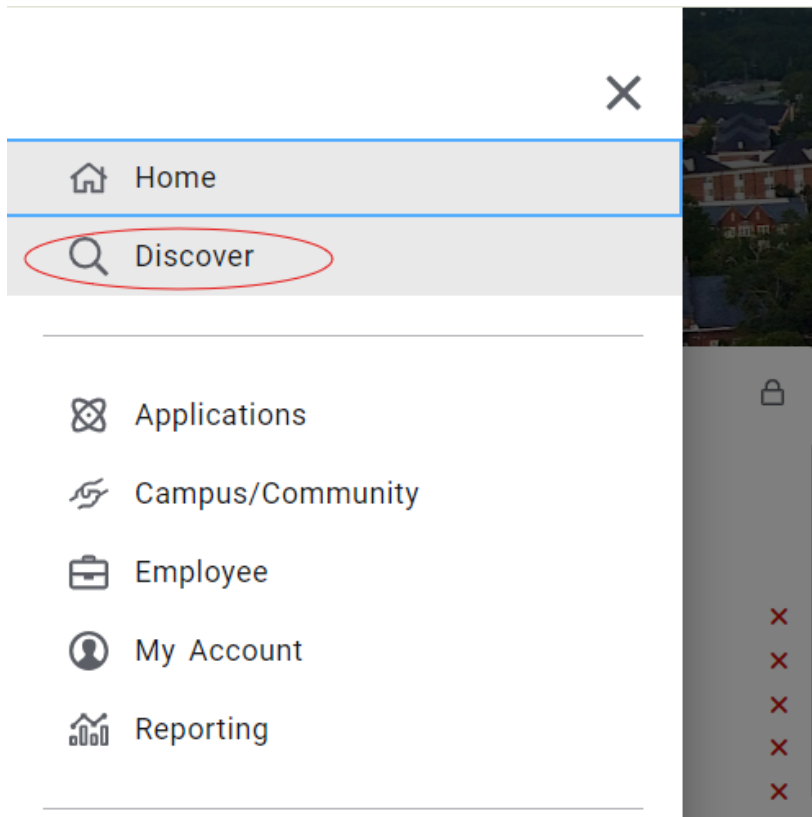 Home
Discover
Applications
Campus/Community
Employee
My Account
Reporting